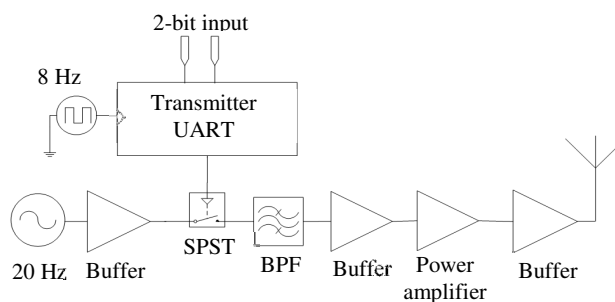 2-bit input
8 Hz
Transmitter
UART
SPST
20 Hz
Buffer
BPF
Buffer
Power
amplifier
Buffer